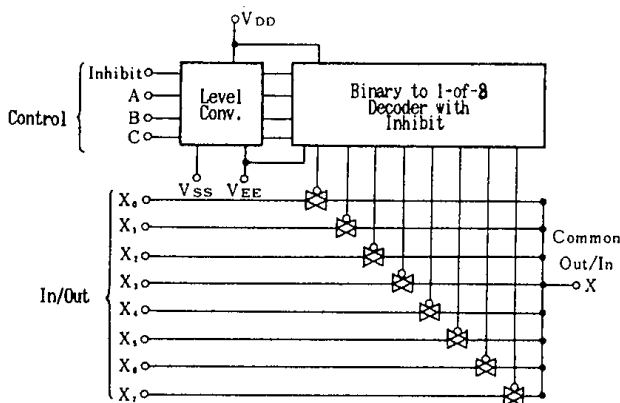 VDD
Inhibit
A
B
C
Control
Level
Conv.
Binary to 1-of-8
Decoder with
Inhibit
VSS
VEE
X0
X1
X2
X3
X4
X5
X6
X7
In/Out
Common
Out/In
X